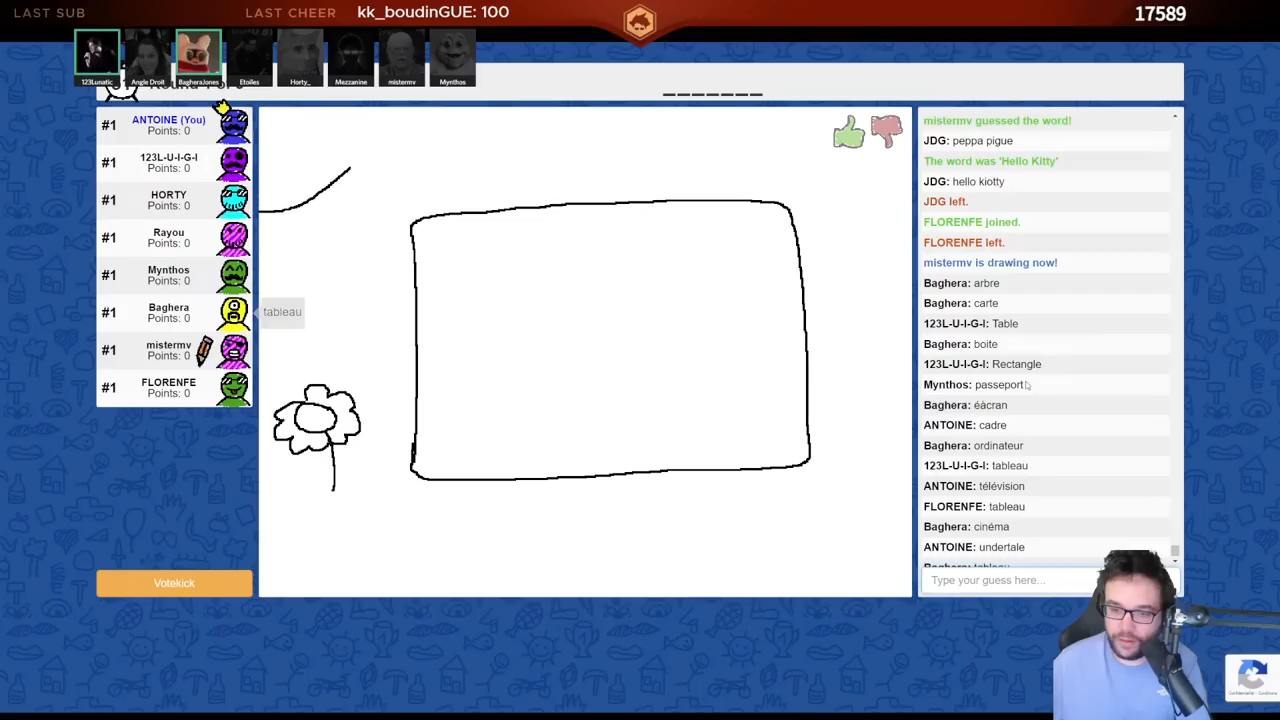 LAST SUB
LAST CHEER
kk_boudinGUE: 100
17589
123Lunatic
Angle Droit
BagheraJones
Etoiles
Horty_
Mezzanine
mistermv
Mynthos
_______
#1 ANTOINE (You)
Points: 0
#1 123L-U-I-G-I
Points: 0
#1 HORTY
Points: 0
#1 Rayou
Points: 0
#1 Mynthos
Points: 0
#1 Baghera
Points: 0
tableau
#1 mistermv
Points: 0
#1 FLORENFE
Points: 0
Votekick
mistermv guessed the word!
JDG: peppa pigue
The word was 'Hello Kitty'
JDG: hello kiotty
JDG left.
FLORENFE joined.
FLORENFE left.
mistermv is drawing now!
Baghera: arbre
Baghera: carte
123L-U-I-G-I: Table
Baghera: boite
123L-U-I-G-I: Rectangle
Mynthos: passeport
Baghera: éàcran
ANTOINE: cadre
Baghera: ordinateur
123L-U-I-G-I: tableau
ANTOINE: télévision
FLORENFE: tableau
Baghera: cinéma
ANTOINE: undertale
Baghera: tableau
Type your guess here...